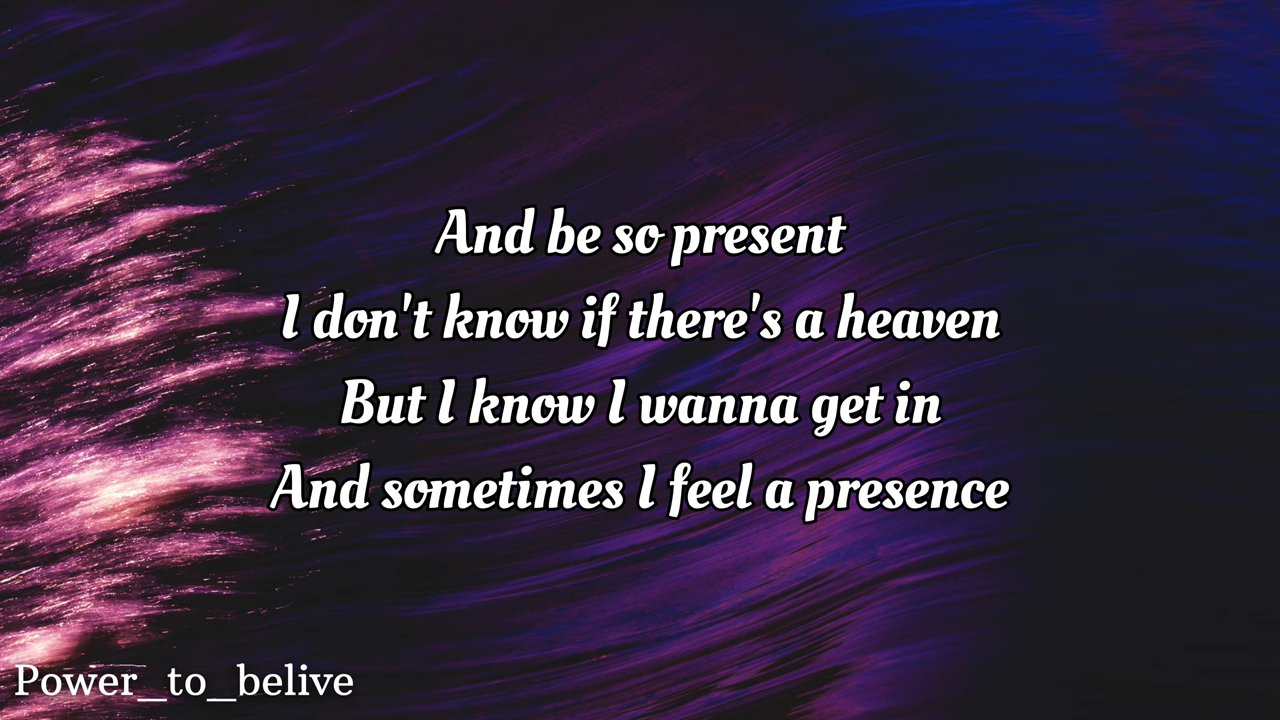 And be so present
I don't know if there's a heaven
But I know I wanna get in
And sometimes I feel a presence
Power_to_belive